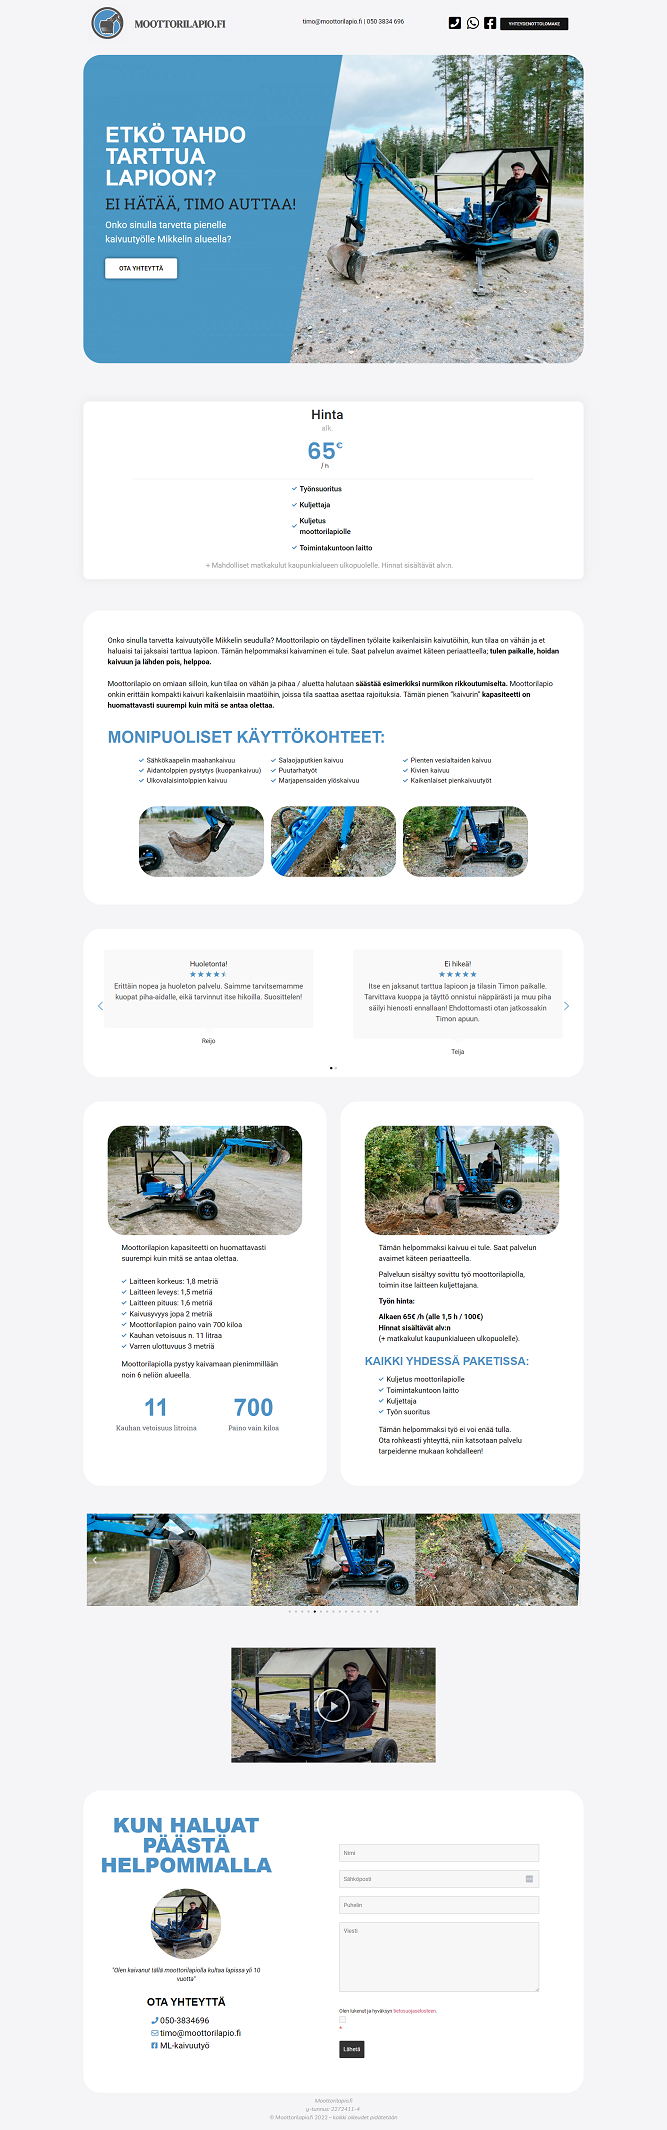 MOOTTORILAPIO.FI
timo@moottorilapio.fi | 050 3834 696
YHTEYDENOTTOLOMAKE
ETKÖ TAHDO
TARTTUA
LAPIOON?
EI HÄTÄÄ, TIMO AUTTAA!
Onko sinulla tarvetta pienelle
kaivuutyölle Mikkelin alueella?
OTA YHTEYTTÄ
Hinta
alk.
65€
/ h
Työnsuoritus
Kuljettaja
Kuljetus
moottorilapiolle
Toimintakuntoon laitto
+ Mahdolliset matkakulut kaupunkialueen ulkopuolelle. Hinnat sisältävät alv:n.
Onko sinulla tarvetta kaivuutyölle Mikkelin seudulla? Moottorilapio on täydellinen työlaite kaikenlaisiin kaivutöihin, kun tilaa on vähän ja et
haluaisi tai jaksaisi tarttua lapioon. Tämän helpommaksi kaivaminen ei tule. Saat palvelun avaimet käteen periaatteella; tulen paikalle, hoidan
kaivuun ja lähden pois, helppoa.
Moottorilapio on omiaan silloin, kun tilaa on vähän ja pihaa / aluetta halutaan säästää esimerkiksi nurmikon rikkoutumiselta. Moottorilapio
onkin erittäin kompakti kaivuri kaikenlaisiin maatöihin, joissa tila saattaa asettaa rajoituksia. Tämän pienen "kaivurin" kapasiteetti on
huomattavasti suurempi kuin mitä se antaa olettaa.
MONIPUOLISET KÄYTTÖKOHTEET:
Sähkökaapelin maahankaivuu
Aidantolppien pystytys (kuopankaivuu)
Ulkovalaisintolppien kaivuu
Salaojaputkien kaivuu
Puutarhatyöt
Marjapensaiden ylöskaivuu
Pienten vesialtaiden kaivuu
Kivien kaivuu
Kaikenlaiset pienkaivuutyöt
Huoletonta!
Erittäin nopea ja huoleton palvelu. Saimme tarvitsemamme
kuopat piha-aidalle, eikä tarvinnut itse hikoilla. Suosittelen!
Reijo
Ei hikeä!
Itse en jaksanut tarttua lapioon ja tilasin Timon paikalle.
Tarvittava kuoppa ja täyttö onnistui näppärästi ja muu piha
säilyi hienosti ennallaan! Ehdottomasti otan jatkossakin
Timon apuun.
Teija
Moottorilapion kapasiteetti on huomattavasti
suurempi kuin mitä se antaa olettaa.
Laitteen korkeus: 1,8 metriä
Laitteen leveys: 1,5 metriä
Laitteen pituus: 1,6 metriä
Kaivusyvyys jopa 2 metriä
Moottorilapion paino vain 700 kiloa
Kauhan vetoisuus n. 11 litraa
Varren ulottuvuus 3 metriä
Moottorilapiolla pystyy kaivamaan pienimmillään
noin 6 neliön alueella.
11
Kauhan vetoisuus litroina
700
Paino vain kiloa
Tämän helpommaksi kaivuu ei tule. Saat palvelun
avaimet käteen periaatteella.
Palveluun sisältyy sovittu työ moottorilapiolla,
toimin itse laitteen kuljettajana.
Työn hinta:
Alkaen 65€ /h (alle 1,5 h / 100€)
Hinnat sisältävät alv:n
(+ matkakulut kaupunkialueen ulkopuolelle).
KAIKKI YHDESSÄ PAKETISSA:
Kuljetus moottorilapiolle
Toimintakuntoon laitto
Kuljettaja
Työn suoritus
Tämän helpommaksi työ ei voi enää tulla.
Ota rohkeasti yhteyttä, niin katsotaan palvelu
tarpeidenne mukaan kohdalleen!
KUN HALUAT
PÄÄSTÄ
HELPOMMALLA
"Olen kaivanut tällä moottorilapiolla kultaa lapissa yli 10
vuotta"
OTA YHTEYTTÄ
050-3834696
timo@moottorilapio.fi
ML-kaivuutyö
Nimi
Sähköposti
Puhelin
Viesti
Olen lukenut ja hyväksyn tietosuojaselosteen.
*
Lähetä
Moottorilapio.fi
y-tunnus: 2272411-4
© Moottorilapio.fi 2022 – kaikki oikeudet pidätetään